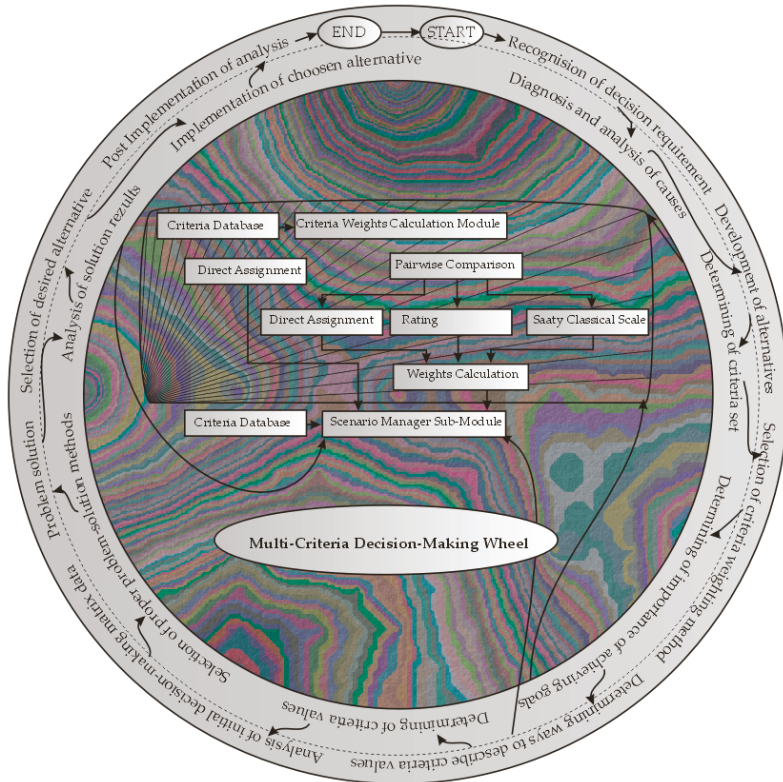 END
START
Recognision of decision requirement
Diagnosis and analysis of causes
Development of alternatives
Determining of criteria set
Selection of criteria weighting method
Determining of importance of achieving goals
Determining ways to describe criteria values
Determining of criteria values
Analysis of initial decision-making matrix data
Selection of proper problem-solution methods
Problem solution
Analysis of solution rezults
Selection of desired alternative
Implementation of choosen alternative
Post Implementation of analysis
Criteria Database
Criteria Weights Calculation Module
Direct Assignment
Pairwise Comparison
Direct Assignment
Rating
Saaty Classical Scale
Weights Calculation
Criteria Database
Scenario Manager Sub-Module
Multi-Criteria Decision-Making Wheel